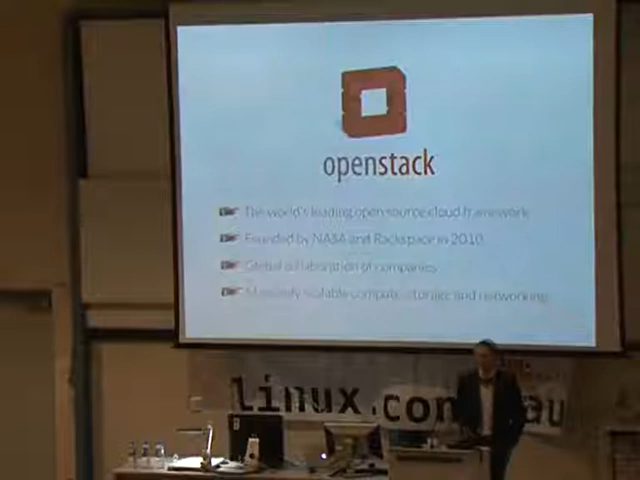 openstack
The world's leading open source cloud framework
Founded by NASA and Rackspace in 2010
Global collaboration of companies
Massively scalable compute, storage and networking
linux.con au